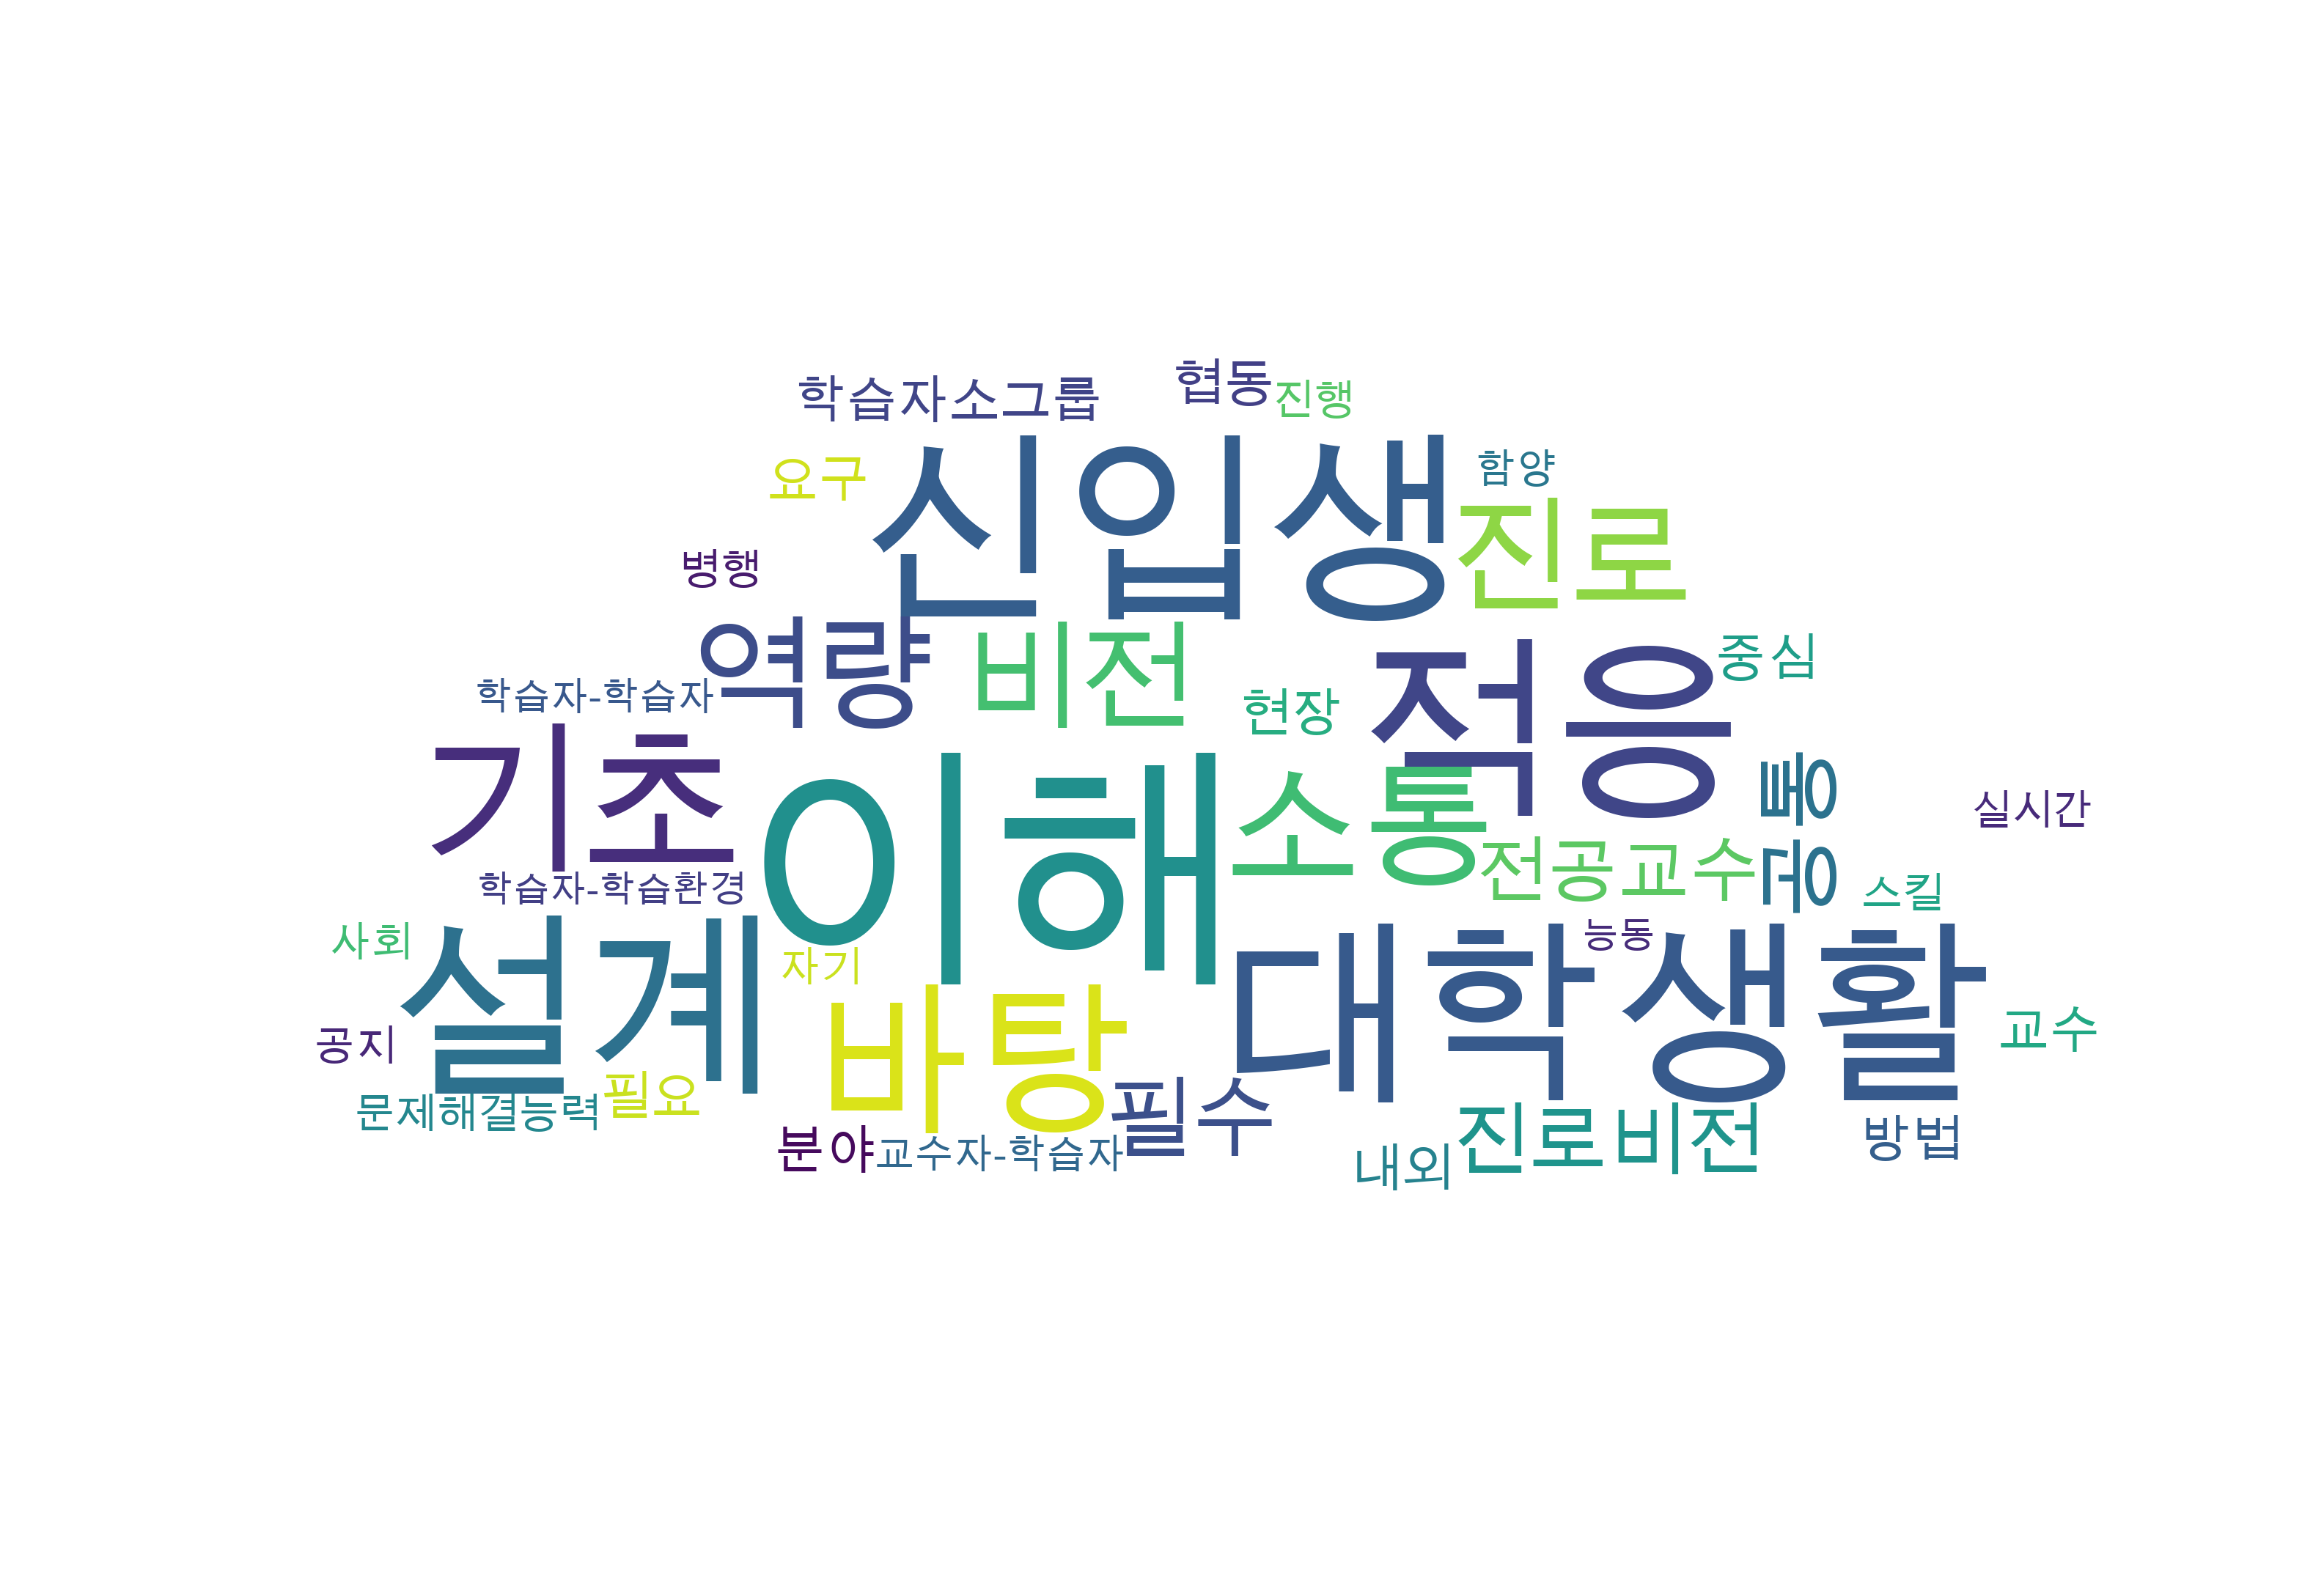 협동
학습자소그룹
진행
함양
요구
신입생
진로
병행
중심
역량
비전
학습자-학습자
현장
적응
기초
이해
소통
공통
실시간
전공교수
학습자-학습환경
스킬
능동
사회
설계
자기
대학생활
교수
공지
바탕
필요
문제해결능력
필수
진로비전
방법
분야
교수자-학습자
내외